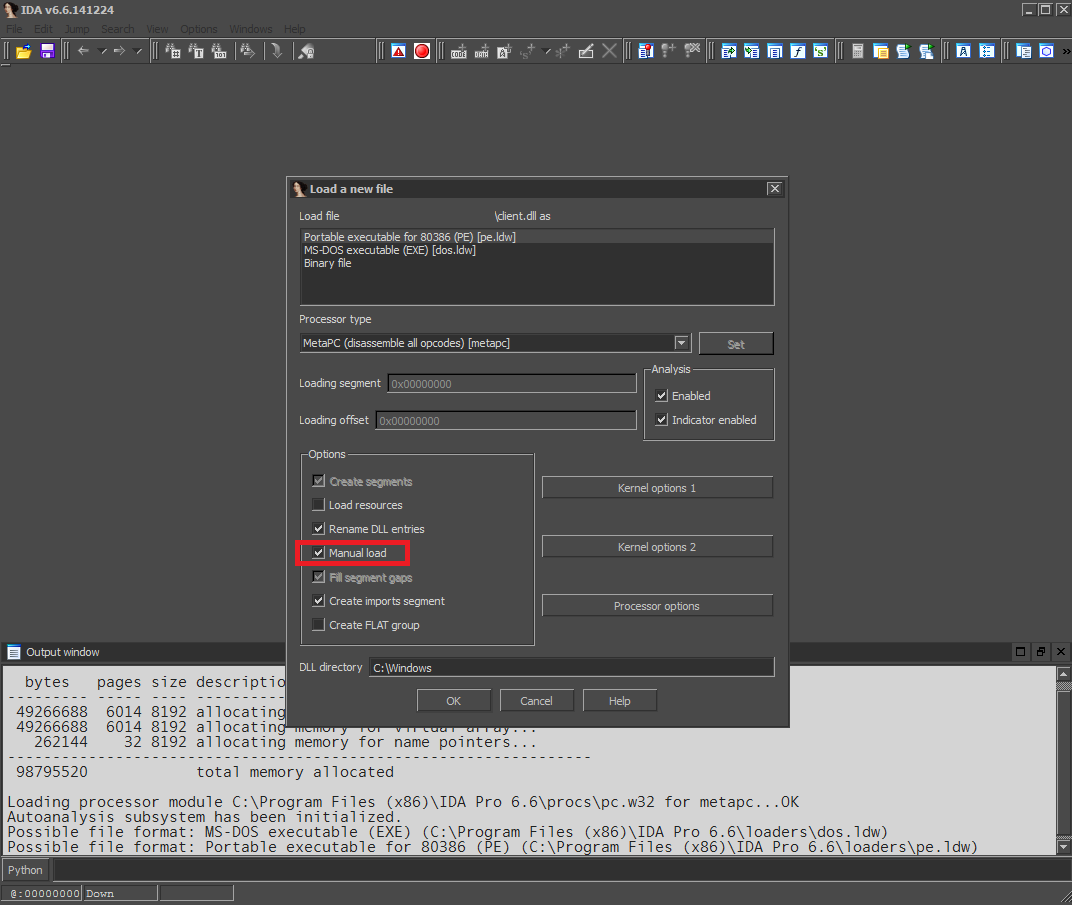 IDA v6.6.141224
File Edit Jump Search View Options Windows Help
Load a new file
Load file \client.dll as
Portable executable for 80386 (PE) [pe.ldw]
MS-DOS executable (EXE) [dos.ldw]
Binary file
Processor type
MetaPC (disassemble all opcodes) [metapc]
Set
Loading segment 0x00000000
Loading offset 0x00000000
Analysis
Enabled
Indicator enabled
Options
Create segments
Load resources
Rename DLL entries
Manual load
Fill segment gaps
Create imports segment
Create FLAT group
Kernel options 1
Kernel options 2
Processor options
DLL directory C:\Windows
OK Cancel Help
Output window
bytes pages size descriptio
--------- ----- ----
49266688 6014 8192 allocating
49266688 6014 8192 allocating memory for virtual array...
262144 32 8192 allocating memory for name pointers...
-----------------------------------------------------------------
98795520 total memory allocated
Loading processor module C:\Program Files (x86)\IDA Pro 6.6\procs\pc.w32 for metapc...OK
Autoanalysis subsystem has been initialized.
Possible file format: MS-DOS executable (EXE) (C:\Program Files (x86)\IDA Pro 6.6\loaders\dos.ldw)
Possible file format: Portable executable for 80386 (PE) (C:\Program Files (x86)\IDA Pro 6.6\loaders\pe.ldw)
Python
@:00000000 Down